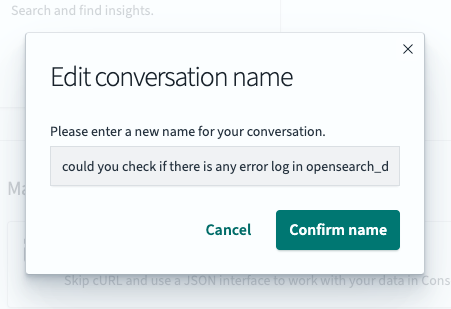 Search and find insights.
Edit conversation name
Please enter a new name for your conversation.
could you check if there is any error log in opensearch_d
Cancel
Confirm name
Ma
Skip cURL and use a JSON interface to work with your data in Cons